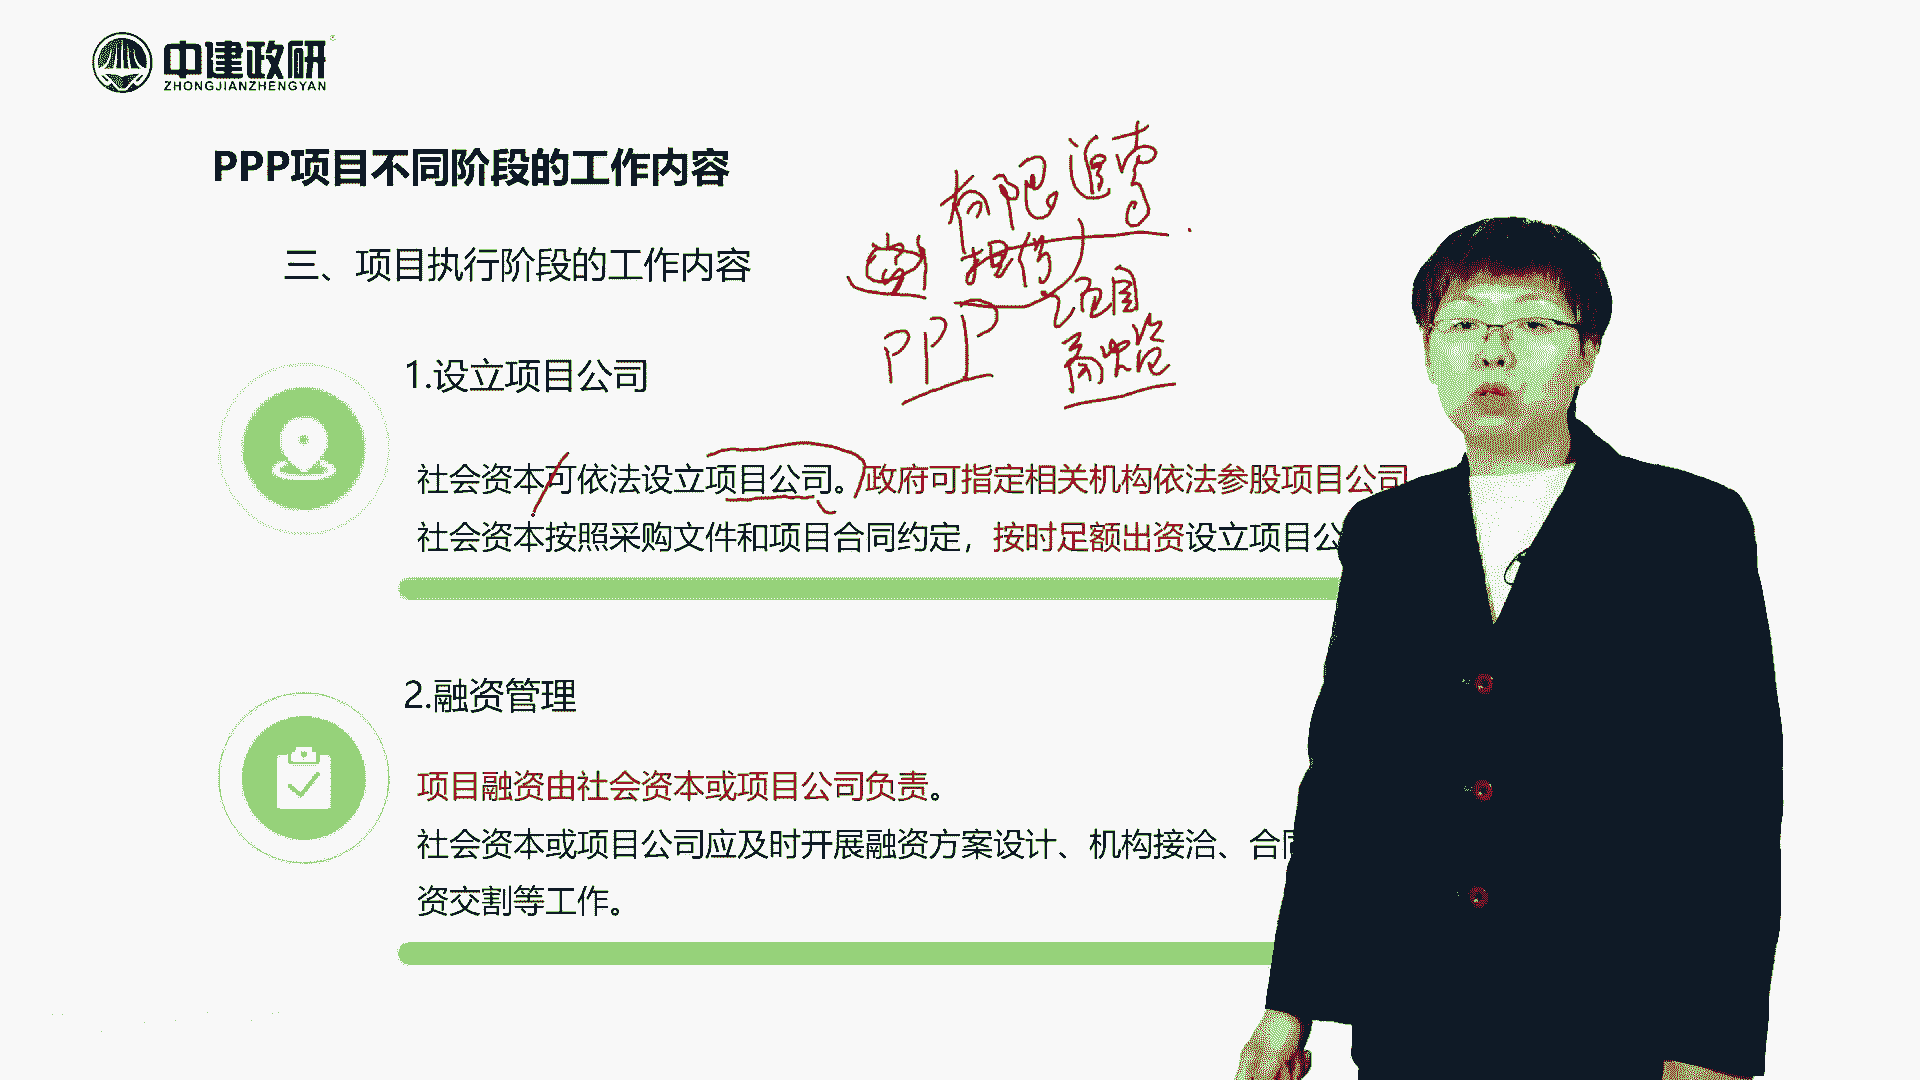 中建政研
ZHONGJIANZHENGYAN
PPP项目不同阶段的工作内容
有限追索
担保
项目
PPP
三、项目执行阶段的工作内容
1.设立项目公司
社会资本可依法设立项目公司。政府可指定相关机构依法参股项目公司
社会资本按照采购文件和项目合同约定，按时足额出资设立项目公
2.融资管理
项目融资由社会资本或项目公司负责。
社会资本或项目公司应及时开展融资方案设计、机构接洽、合同
资交割等工作。